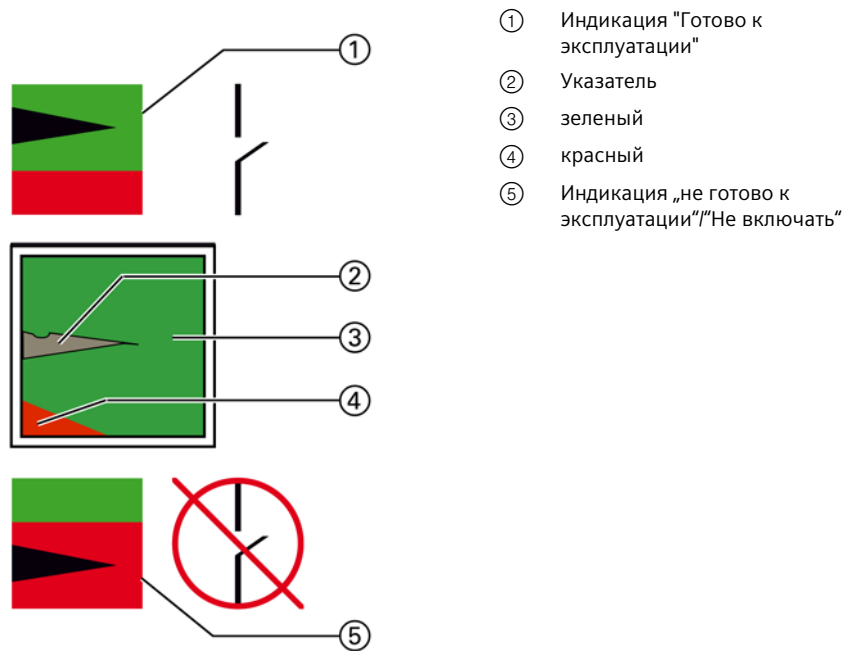 ①
②
③
④
⑤
① Индикация "Готово к
эксплуатации"
② Указатель
③ зеленый
④ красный
⑤ Индикация „не готово к
эксплуатации“/“Не включать“